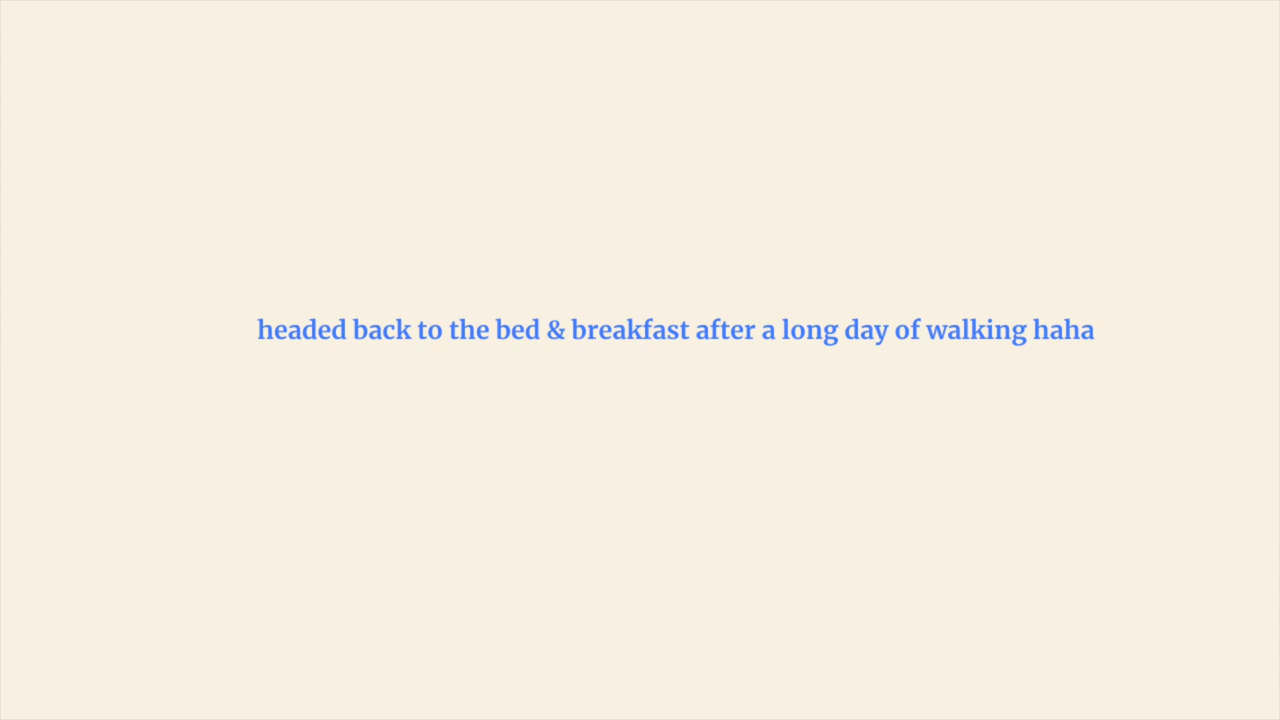 headed back to the bed & breakfast after a long day of walking haha